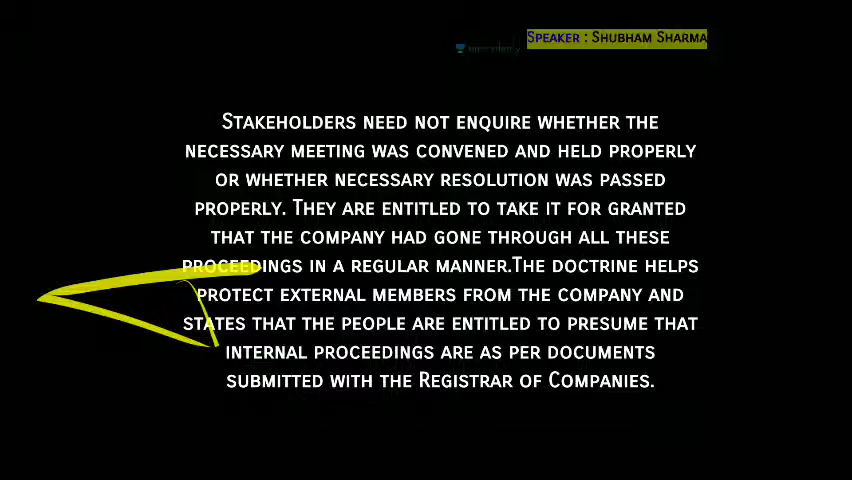 Speaker : Shubham Sharma
Stakeholders need not enquire whether the
necessary meeting was convened and held properly
or whether necessary resolution was passed
properly. They are entitled to take it for granted
that the company had gone through all these
proceedings in a regular manner.The doctrine helps
protect external members from the company and
states that the people are entitled to presume that
internal proceedings are as per documents
submitted with the Registrar of Companies.